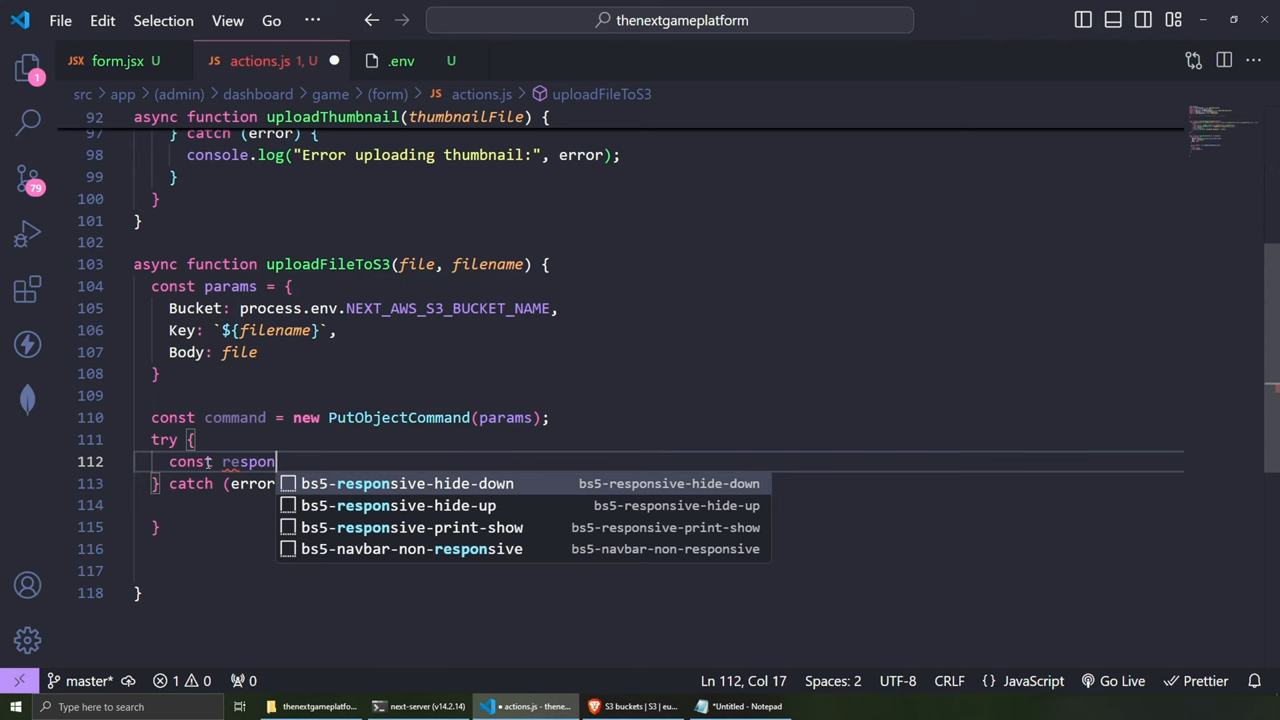 File Edit Selection View Go ··· thenextgameplatform
JSX form.jsx U JS actions.js 1, U .env U
src > app > (admin) > dashboard > game > (form) > JS actions.js > uploadFileToS3
92 async function uploadThumbnail(thumbnailFile) {
97 } catch (error) {
98 console.log("Error uploading thumbnail:", error);
99 }
100 }
101 }
102
103 async function uploadFileToS3(file, filename) {
104 const params = {
105 Bucket: process.env.NEXT_AWS_S3_BUCKET_NAME,
106 Key: `${filename}`,
107 Body: file
108 }
109
110 const command = new PutObjectCommand(params);
111 try {
112 const respon
bs5-responsive-hide-down bs5-responsive-hide-down
113 } catch (error
bs5-responsive-hide-up bs5-responsive-hide-up
114
bs5-responsive-print-show bs5-responsive-print-show
115 }
bs5-navbar-non-responsive bs5-navbar-non-responsive
116
117
118 }
1
79
master* 1 0 0 Ln 112, Col 17 Spaces: 2 UTF-8 CRLF {} JavaScript Go Live Prettier
Type here to search thenextgameplatfo... next-server (v14.2.14) • actions.js - thene... S3 buckets | S3 | eu... *Untitled - Notepad